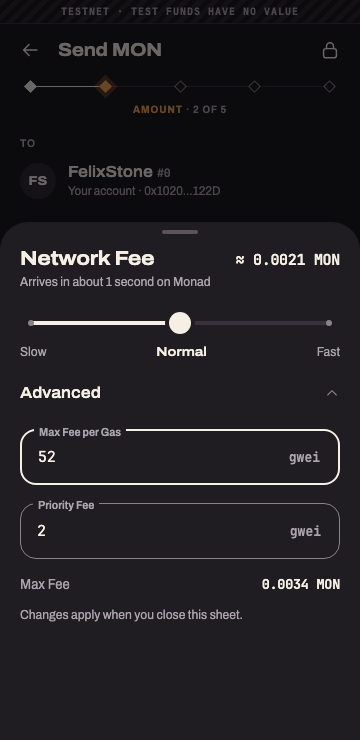 TESTNET · TEST FUNDS HAVE NO VALUE
Send MON
AMOUNT · 2 OF 5
TO
FS
FelixStone #0
Your account · 0x1020...122D
Network Fee
≈ 0.0021 MON
Arrives in about 1 second on Monad
Slow
Normal
Fast
Advanced
Max Fee per Gas
52
gwei
Priority Fee
2
gwei
Max Fee
0.0034 MON
Changes apply when you close this sheet.